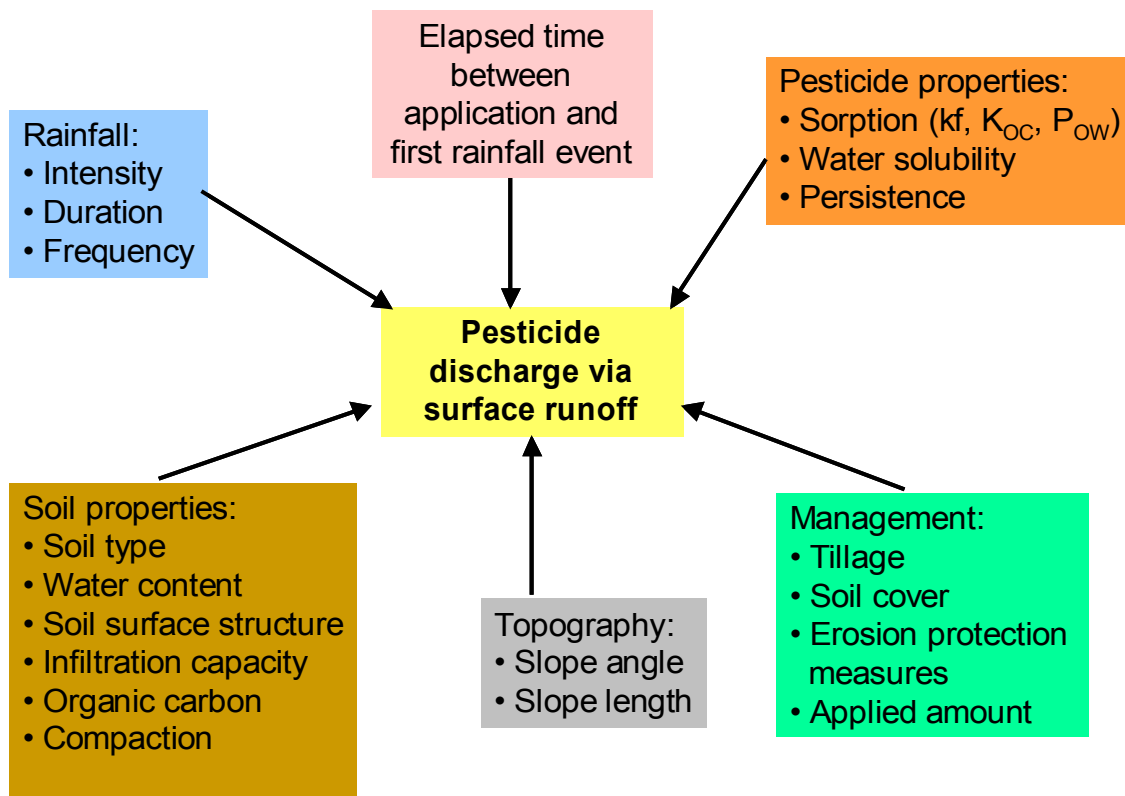 Elapsed time
between
application and
first rainfall event
Pesticide properties:
• Sorption (kf, K_OC, P_OW)
• Water solubility
• Persistence
Rainfall:
• Intensity
• Duration
• Frequency
Pesticide
discharge via
surface runoff
Soil properties:
• Soil type
• Water content
• Soil surface structure
• Infiltration capacity
• Organic carbon
• Compaction
Topography:
• Slope angle
• Slope length
Management:
• Tillage
• Soil cover
• Erosion protection
measures
• Applied amount